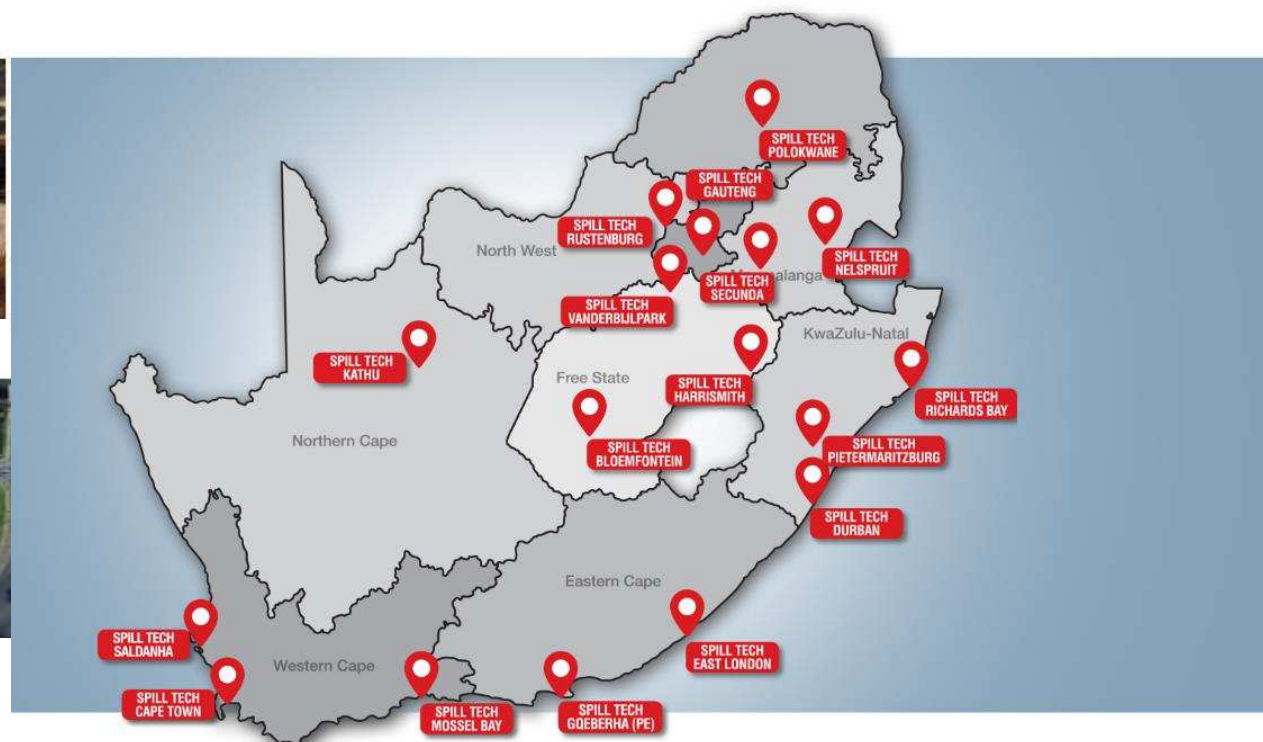 SPILL TECH
POLOKWANE
SPILL TECH
GAUTENG
SPILL TECH
RUSTENBURG
North West
SPILL TECH
NELSPRUIT
SPILL TECH
SECUNDA
alanga
SPILL TECH
VANDERBIJLPARK
KwaZulu-Natal
SPILL TECH
KATHU
Free State
SPILL TECH
HARRISMITH
SPILL TECH
RICHARDS BAY
Northern Cape
SPILL TECH
BLOEMFONTEIN
SPILL TECH
PIETERMARITZBURG
SPILL TECH
DURBAN
Eastern Cape
SPILL TECH
SALDANHA
SPILL TECH
EAST LONDON
Western Cape
SPILL TECH
CAPE TOWN
SPILL TECH
MOSSEL BAY
SPILL TECH
GQEBERHA (PE)